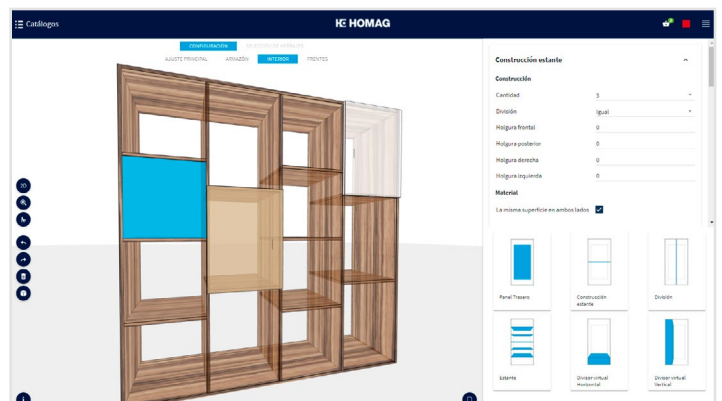 Catálogos
HOMAG
CONFIGURACIÓN
AJUSTE PRINCIPAL ARMAZÓN INTERIOR FRENTES
Construcción estante
Construcción
Cantidad 3
División Igual
Holgura frontal 0
Holgura posterior 0
Holgura derecha 0
Holgura izquierda 0
Material
La misma superficie en ambos lados
2D
Panel Trasero
Construcción
estante
División
Estante
Divisor virtual
Horizontal
Divisor virtual
Vertical